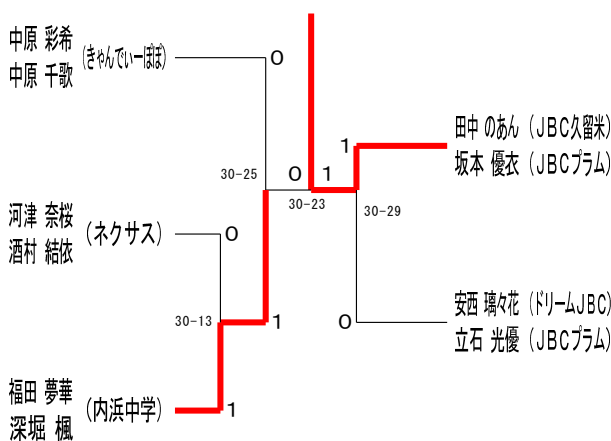 中原 彩希
中原 千歌
(きゃんでぃーぽぽ)
0
30-25
河津 奈桜
酒村 結依
(ネクサス)
0
30-13
1
福田 夢華
深堀 楓
(内浜中学)
1
0
1
30-23
田中 のあん (JBC久留米)
坂本 優衣 (JBCプラム)
1
30-29
安西 璃々花 (ドリームJBC)
立石 光優 (JBCプラム)
0